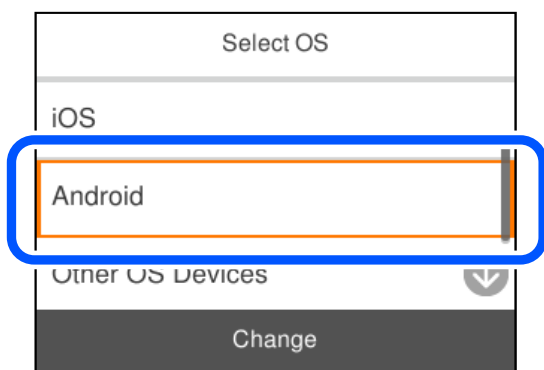 Select OS
iOS
Android
Other OS Devices
Change